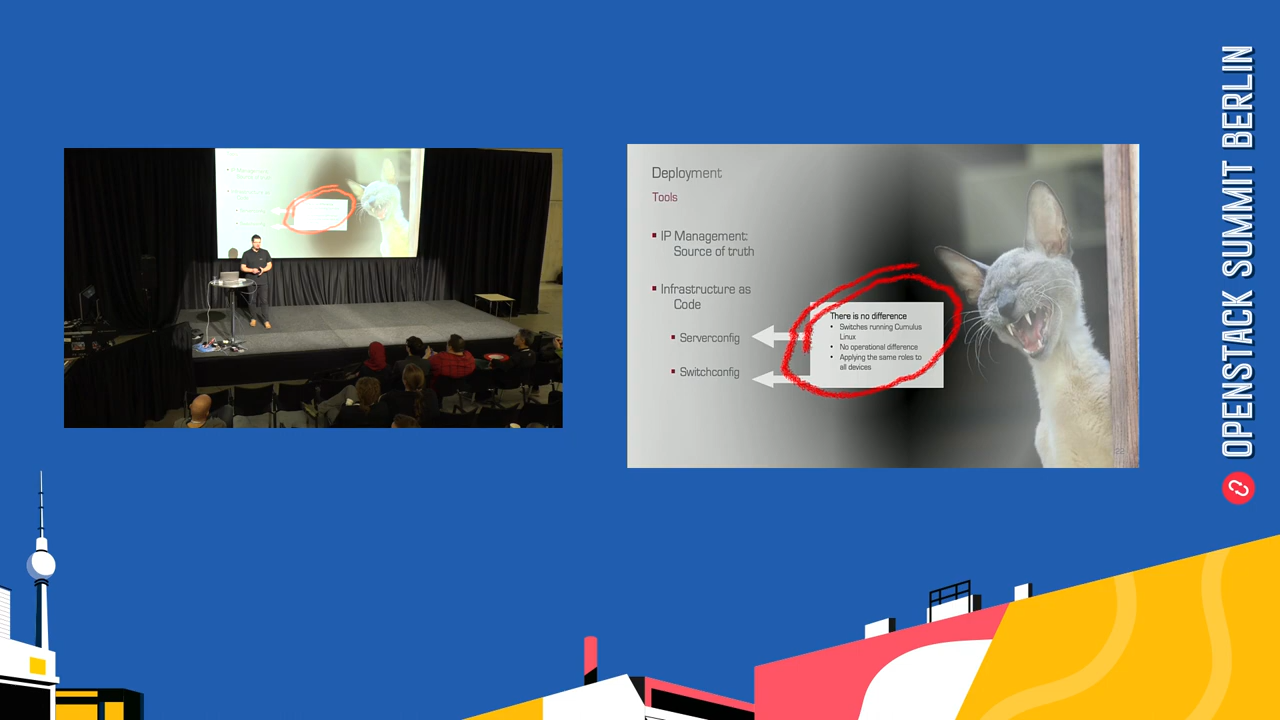 Deployment
Tools
IP Management:
Source of truth
Infrastructure as
Code
Serverconfig
Switchconfig
There is no difference
Switches running Cumulus
Linux
No operational difference
Applying the same roles to
all devices
OPENSTACK SUMMIT BERLIN